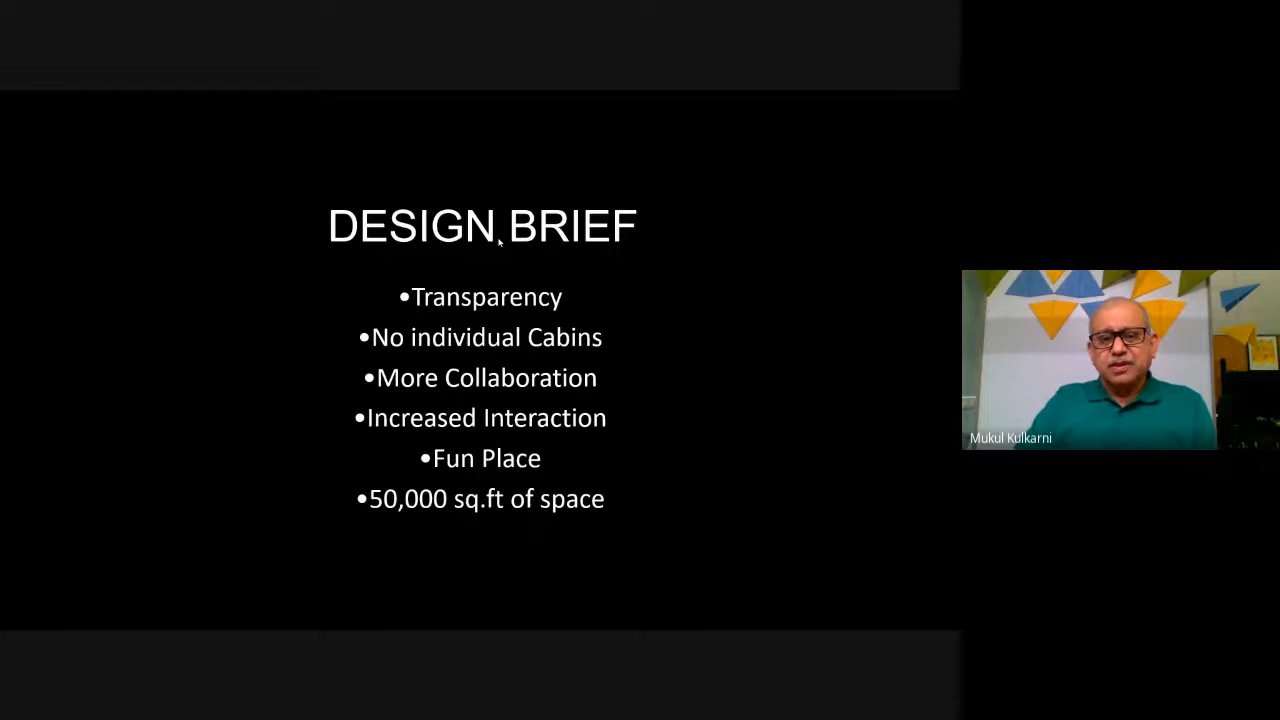 DESIGN BRIEF
•Transparency
•No individual Cabins
•More Collaboration
•Increased Interaction
•Fun Place
•50,000 sq.ft of space
Mukul Kulkarni